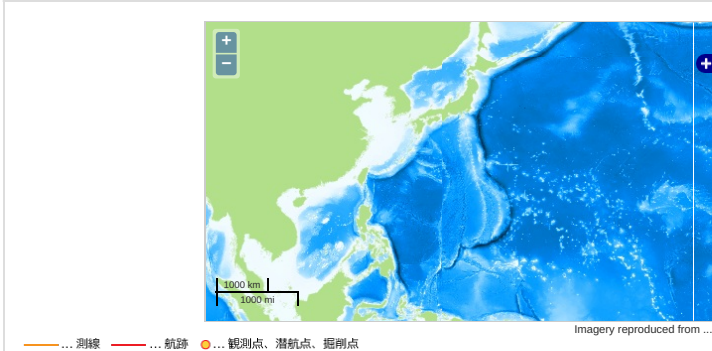 +
−
+
1000 km
1000 mi
Imagery reproduced from ...
... 測線 ... 航跡 ... 観測点、潜航点、掘削点